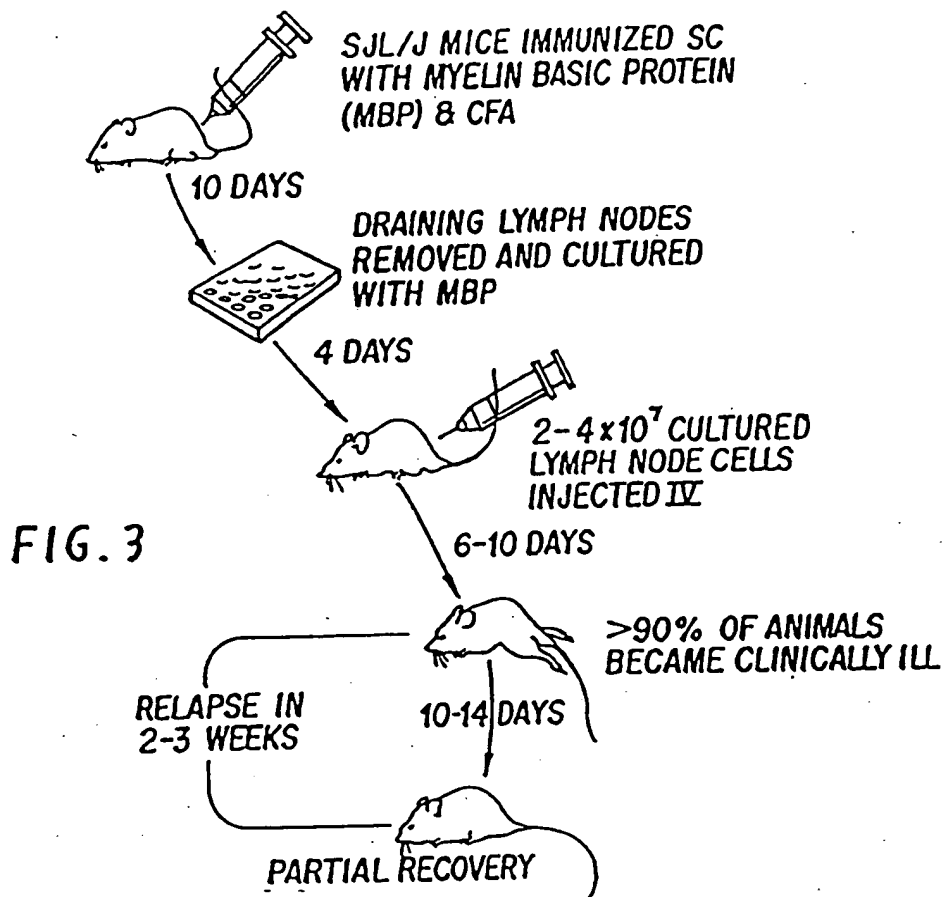 SJL/J MICE IMMUNIZED SC
WITH MYELIN BASIC PROTEIN
(MBP) & CFA
10 DAYS
DRAINING LYMPH NODES
REMOVED AND CULTURED
WITH MBP
4 DAYS
2-4x10⁷ CULTURED
LYMPH NODE CELLS
INJECTED IV
FIG. 3
6-10 DAYS
>90% OF ANIMALS
BECAME CLINICALLY ILL
RELAPSE IN
2-3 WEEKS
10-14 DAYS
PARTIAL RECOVERY